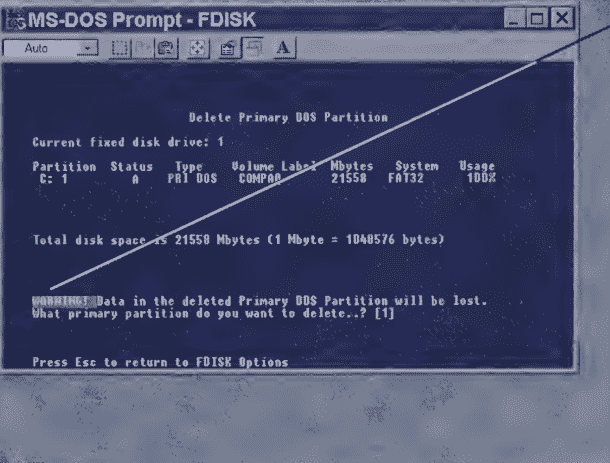 MS-DOS Prompt - FDISK
Auto
A
Delete Primary DOS Partition
Current fixed disk drive: 1
Partition Status Type Volume Label Mbytes System Usage
C: 1 A PRI DOS COMPAQ 21558 FAT32 100%
Total disk space is 21558 Mbytes (1 Mbyte = 1048576 bytes)
WARNING! Data in the deleted Primary DOS Partition will be lost.
What primary partition do you want to delete..? [1]
Press Esc to return to FDISK Options